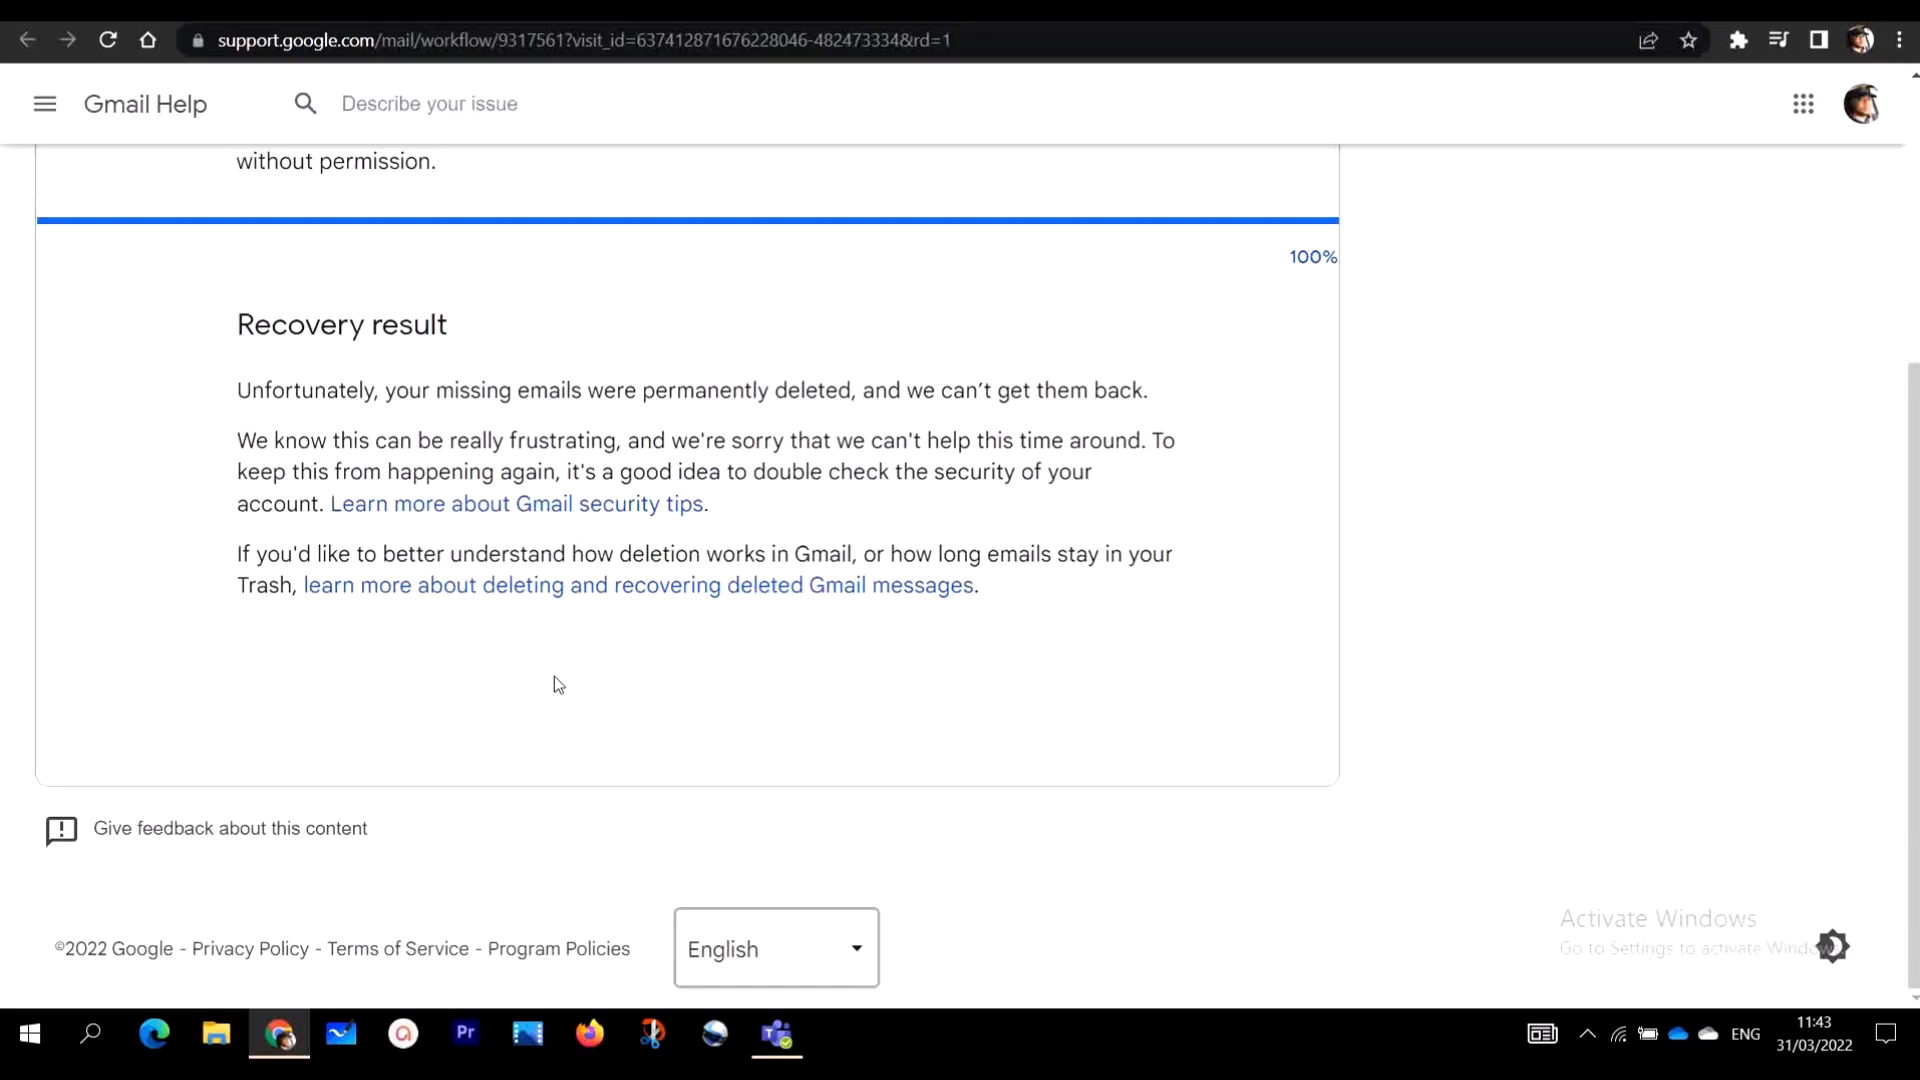 support.google.com/mail/workflow/9317561?visit_id=637412871676228046-482473334&rd=1
Gmail Help
Describe your issue
without permission.
100%
Recovery result
Unfortunately, your missing emails were permanently deleted, and we can’t get them back.
We know this can be really frustrating, and we're sorry that we can't help this time around. To
keep this from happening again, it's a good idea to double check the security of your
account. Learn more about Gmail security tips.
If you'd like to better understand how deletion works in Gmail, or how long emails stay in your
Trash, learn more about deleting and recovering deleted Gmail messages.
Give feedback about this content
Activate Windows
Go to Settings to activate Windows
©2022 Google - Privacy Policy - Terms of Service - Program Policies
English
Pr
ENG
11:43
31/03/2022